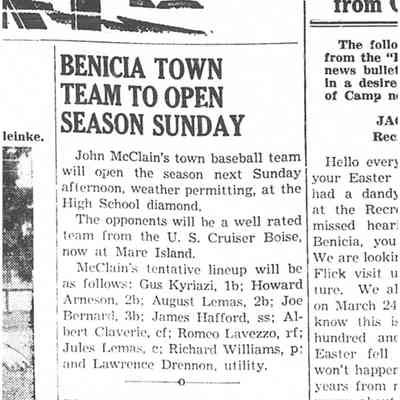 leinke.
BENICIA TOWN
TEAM TO OPEN
SEASON SUNDAY
John McClain's town baseball team
will open the season next Sunday
afternoon, weather permitting, at the
High School diamond.
The opponents will be a well rated
team from the U. S. Cruiser Boise,
now at Mare Island.
McClain's tentative lineup will be
as follows: Gus Kyriazi, 1b; Howard
Arneson, 2b; August Lemas, 2b; Joe
Bernard, 3b; James Hafford, ss; Al-
bert Claverie, cf; Romeo Lavezzo, rf;
Jules Lemas, c; Richard Williams, p;
and Lawrence Drennon, utility.
from
The follo
from the
news bullet
in a desire
of Camp
JA
Rec
Hello every
your Easter
had a dandy
at the Recre
missed hear
Benicia, you
We are lookin
Flick visit u
ture. We al
on March 24
know this is
hundred and
Easter fell
won't happen
years from